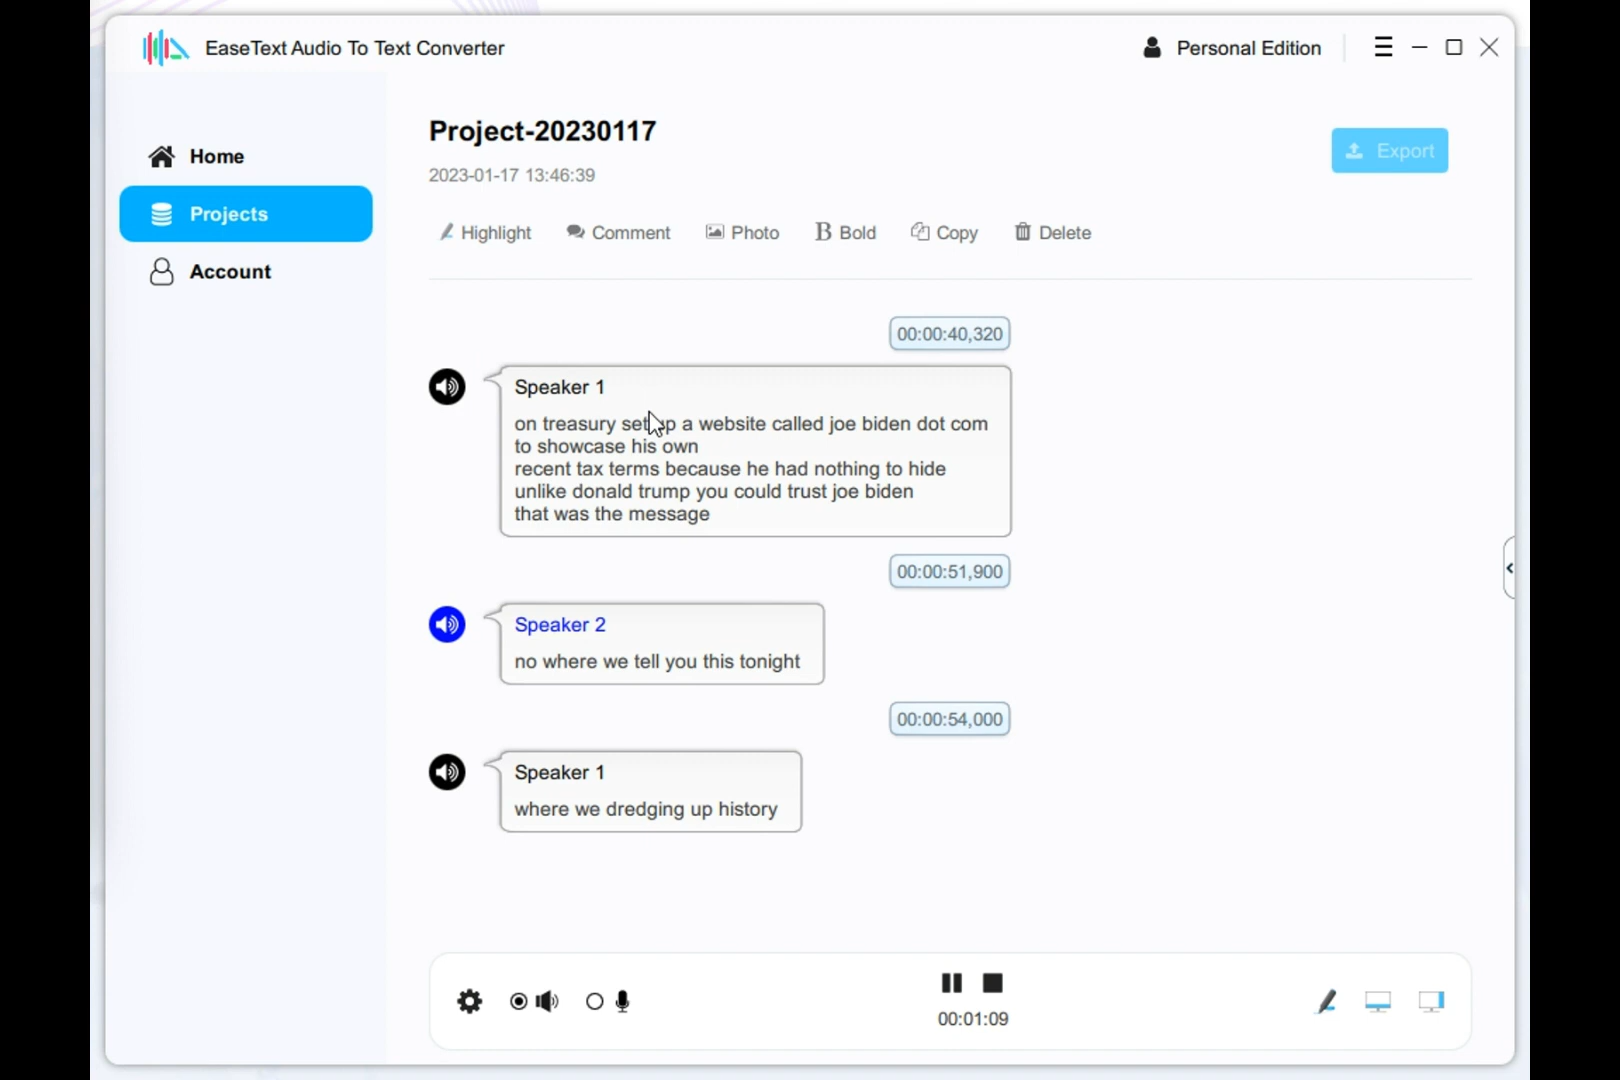 EaseText Audio To Text Converter
Personal Edition
Home
Projects
Account
Project-20230117
2023-01-17 13:46:39
Export
Highlight
Comment
Photo
B Bold
Copy
Delete
00:00:40,320
Speaker 1
on treasury set up a website called joe biden dot com
to showcase his own
recent tax terms because he had nothing to hide
unlike donald trump you could trust joe biden
that was the message
00:00:51,900
Speaker 2
no where we tell you this tonight
00:00:54,000
Speaker 1
where we dredging up history
00:01:09